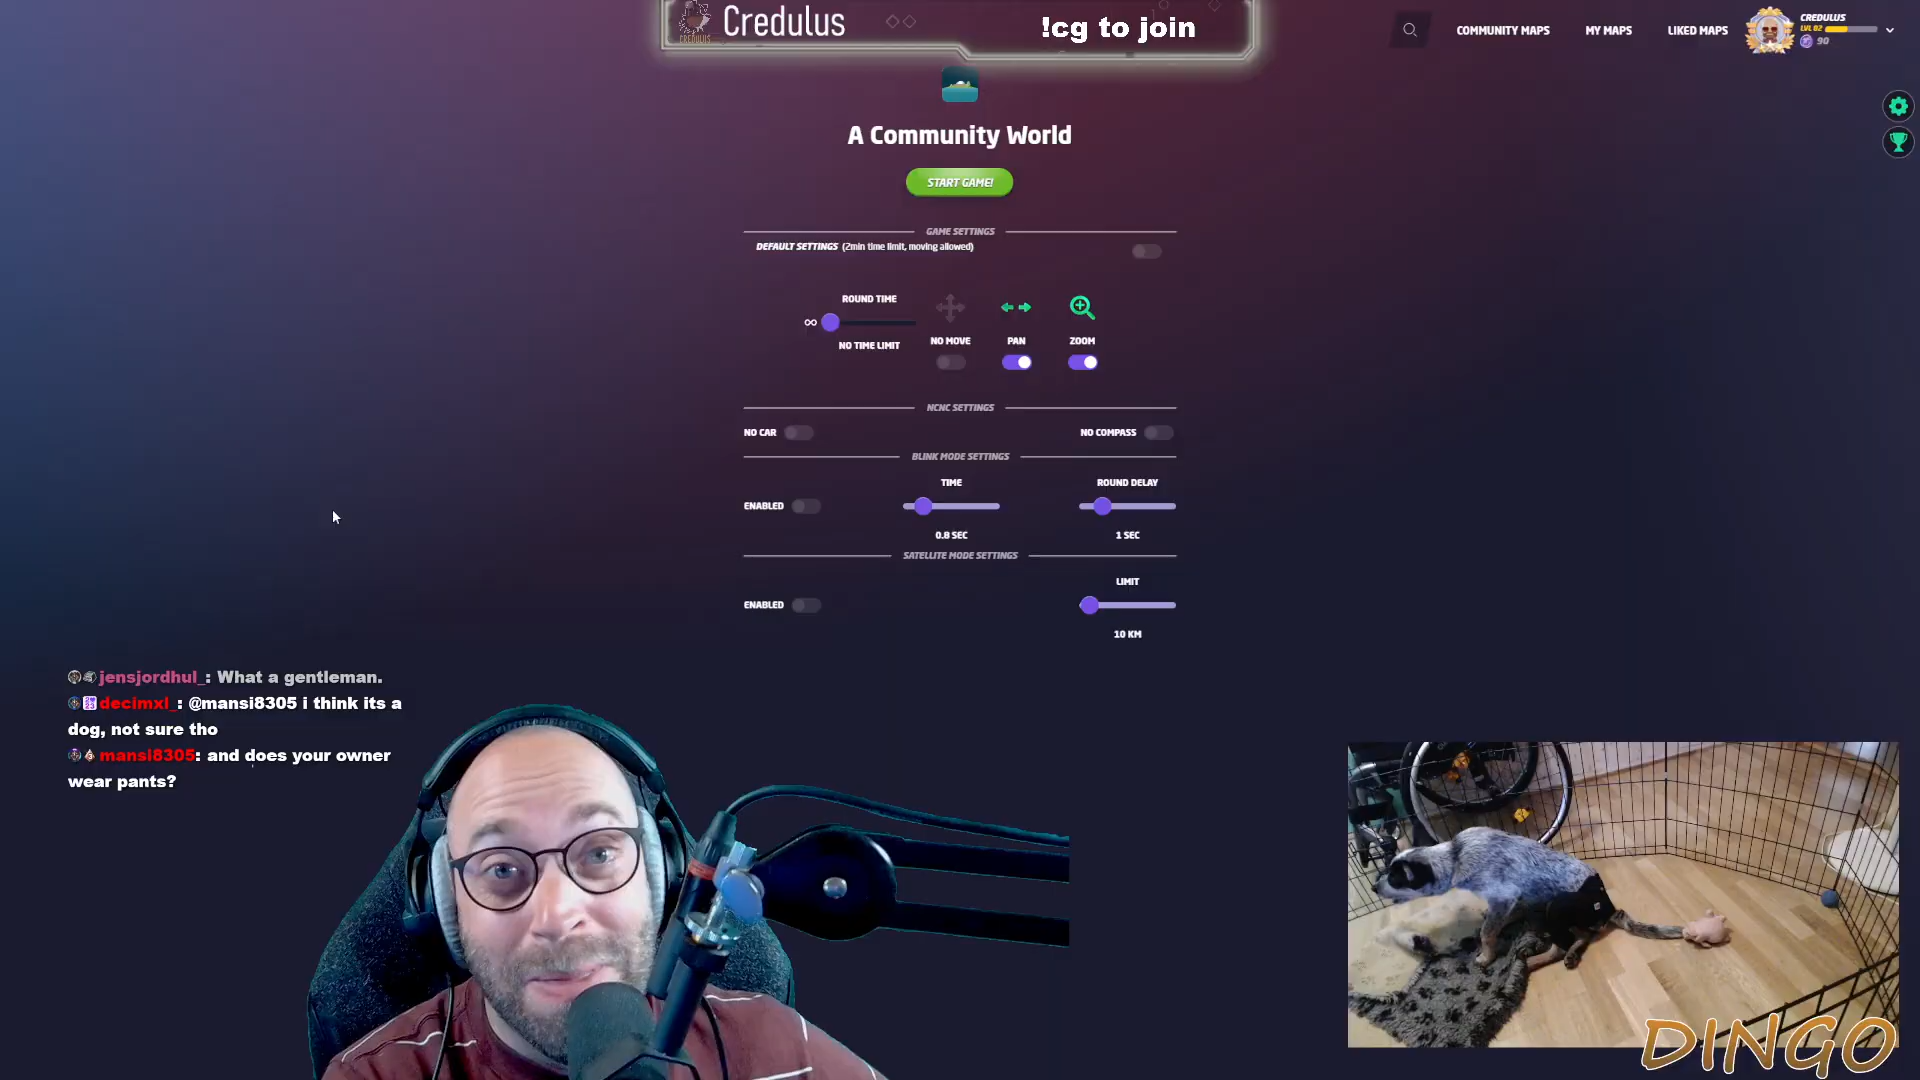 Credulus
!cg to join
COMMUNITY MAPS
MY MAPS
LIKED MAPS
CREDULUS
LVL 82
90
CREDULUS
A Community World
START GAME!
GAME SETTINGS
DEFAULT SETTINGS (2min time limit, moving allowed)
ROUND TIME
∞
NO TIME LIMIT
NO MOVE
PAN
ZOOM
NCNC SETTINGS
NO CAR
NO COMPASS
BLINK MODE SETTINGS
TIME
ROUND DELAY
ENABLED
0.8 SEC
1 SEC
SATELLITE MODE SETTINGS
LIMIT
ENABLED
10 KM
jensjordhul_: What a gentleman.
decimxl_: @mansi8305 i think its a
dog, not sure tho
mansi8305: and does your owner
wear pants?
DINGO